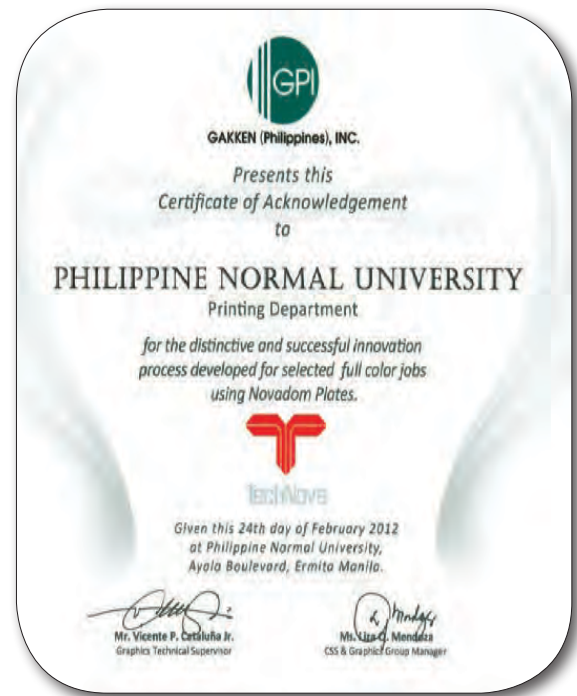 GPI
GAKKEN (Philippines), INC.
Presents this
Certificate of Acknowledgement
to
PHILIPPINE NORMAL UNIVERSITY
Printing Department
for the distinctive and successful innovation
process developed for selected full color jobs
using Novadom Plates.
TechNova
Given this 24th day of February 2012
at Philippine Normal University,
Ayala Boulevard, Ermita Manila.
Mr. Vicente P. Cataluña Jr.
Ms. Liza Q. Mendoza
Graphics Technical Supervisor
CSS & Graphics Group Manager